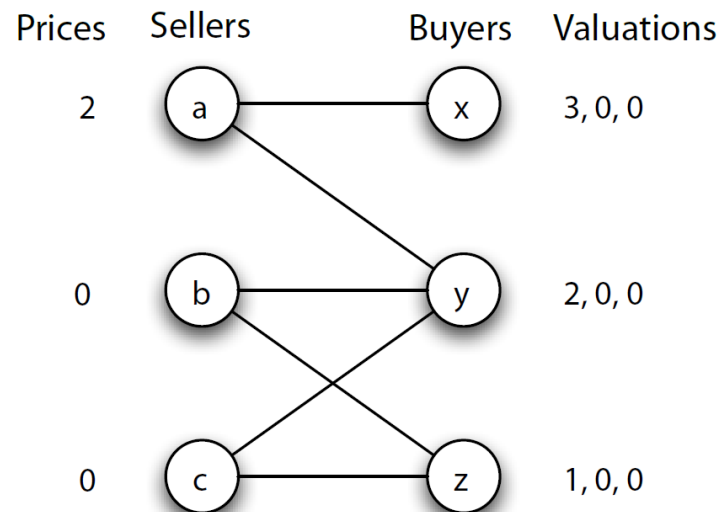 Prices Sellers Buyers Valuations
2 a x 3, 0, 0
0 b y 2, 0, 0
0 c z 1, 0, 0